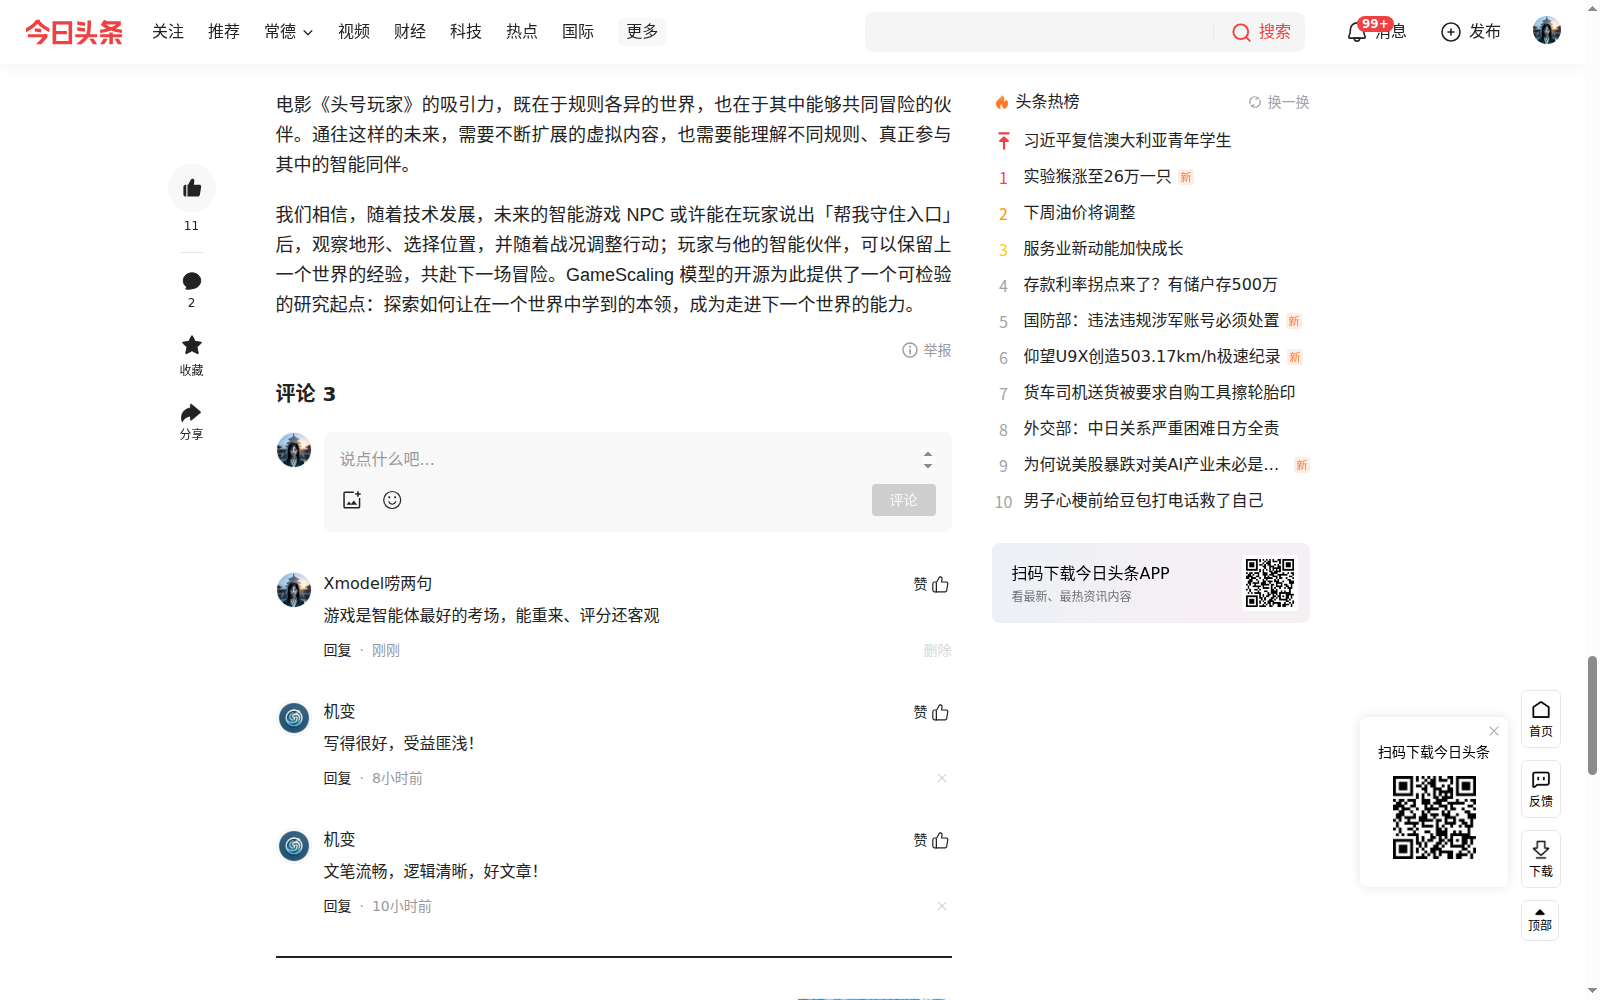 今日头条
关注 推荐 常德 视频 财经 科技 热点 国际 更多
搜索
99+
消息
发布
电影《头号玩家》的吸引力，既在于规则各异的世界，也在于其中能够共同冒险的伙
伴。通往这样的未来，需要不断扩展的虚拟内容，也需要能理解不同规则、真正参与
其中的智能同伴。
我们相信，随着技术发展，未来的智能游戏 NPC 或许能在玩家说出「帮我守住入口」
后，观察地形、选择位置，并随着战况调整行动；玩家与他的智能伙伴，可以保留上
一个世界的经验，共赴下一场冒险。GameScaling 模型的开源为此提供了一个可检验
的研究起点：探索如何让在一个世界中学到的本领，成为走进下一个世界的能力。
11
2
收藏
分享
举报
评论 3
说点什么吧...
评论
Xmodel唠两句
赞
游戏是智能体最好的考场，能重来、评分还客观
回复 · 刚刚
删除
机变
赞
写得很好，受益匪浅！
回复 · 8小时前
机变
赞
文笔流畅，逻辑清晰，好文章！
回复 · 10小时前
头条热榜
换一换
习近平复信澳大利亚青年学生
1 实验猴涨至26万一只 新
2 下周油价将调整
3 服务业新动能加快成长
4 存款利率拐点来了？有储户存500万
5 国防部：违法违规涉军账号必须处置 新
6 仰望U9X创造503.17km/h极速纪录 新
7 货车司机送货被要求自购工具擦轮胎印
8 外交部：中日关系严重困难日方全责
9 为何说美股暴跌对美AI产业未必是... 新
10 男子心梗前给豆包打电话救了自己
扫码下载今日头条APP
看最新、最热资讯内容
扫码下载今日头条
首页
反馈
下载
顶部